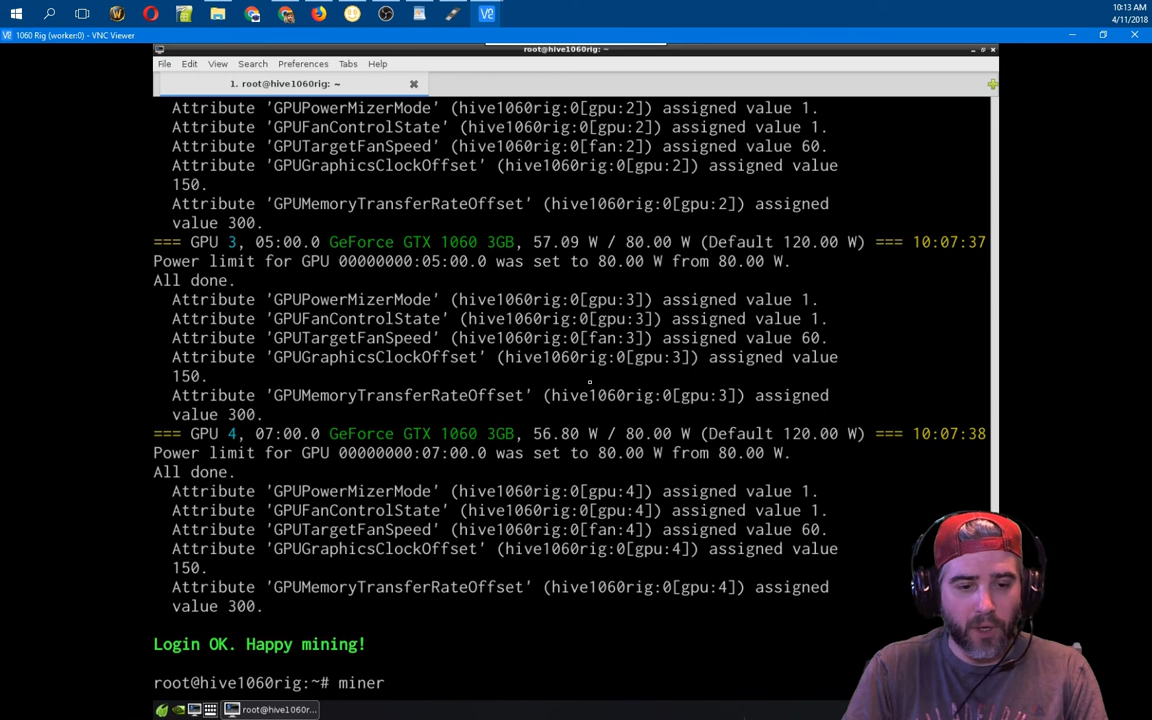 10:13 AM
4/11/2018
1060 Rig (worker:0) - VNC Viewer
root@hive1060rig: ~
File Edit View Search Preferences Tabs Help
1. root@hive1060rig: ~
Attribute 'GPUPowerMizerMode' (hive1060rig:0[gpu:2]) assigned value 1.
Attribute 'GPUFanControlState' (hive1060rig:0[gpu:2]) assigned value 1.
Attribute 'GPUTargetFanSpeed' (hive1060rig:0[fan:2]) assigned value 60.
Attribute 'GPUGraphicsClockOffset' (hive1060rig:0[gpu:2]) assigned value
150.
Attribute 'GPUMemoryTransferRateOffset' (hive1060rig:0[gpu:2]) assigned
value 300.
=== GPU 3, 05:00.0 GeForce GTX 1060 3GB, 57.09 W / 80.00 W (Default 120.00 W) === 10:07:37
Power limit for GPU 00000000:05:00.0 was set to 80.00 W from 80.00 W.
All done.
Attribute 'GPUPowerMizerMode' (hive1060rig:0[gpu:3]) assigned value 1.
Attribute 'GPUFanControlState' (hive1060rig:0[gpu:3]) assigned value 1.
Attribute 'GPUTargetFanSpeed' (hive1060rig:0[fan:3]) assigned value 60.
Attribute 'GPUGraphicsClockOffset' (hive1060rig:0[gpu:3]) assigned value
150.
Attribute 'GPUMemoryTransferRateOffset' (hive1060rig:0[gpu:3]) assigned
value 300.
=== GPU 4, 07:00.0 GeForce GTX 1060 3GB, 56.80 W / 80.00 W (Default 120.00 W) === 10:07:38
Power limit for GPU 00000000:07:00.0 was set to 80.00 W from 80.00 W.
All done.
Attribute 'GPUPowerMizerMode' (hive1060rig:0[gpu:4]) assigned value 1.
Attribute 'GPUFanControlState' (hive1060rig:0[gpu:4]) assigned value 1.
Attribute 'GPUTargetFanSpeed' (hive1060rig:0[fan:4]) assigned value 60.
Attribute 'GPUGraphicsClockOffset' (hive1060rig:0[gpu:4]) assigned value
150.
Attribute 'GPUMemoryTransferRateOffset' (hive1060rig:0[gpu:4]) assigned
value 300.
Login OK. Happy mining!
root@hive1060rig:~# miner
root@hive1060r...